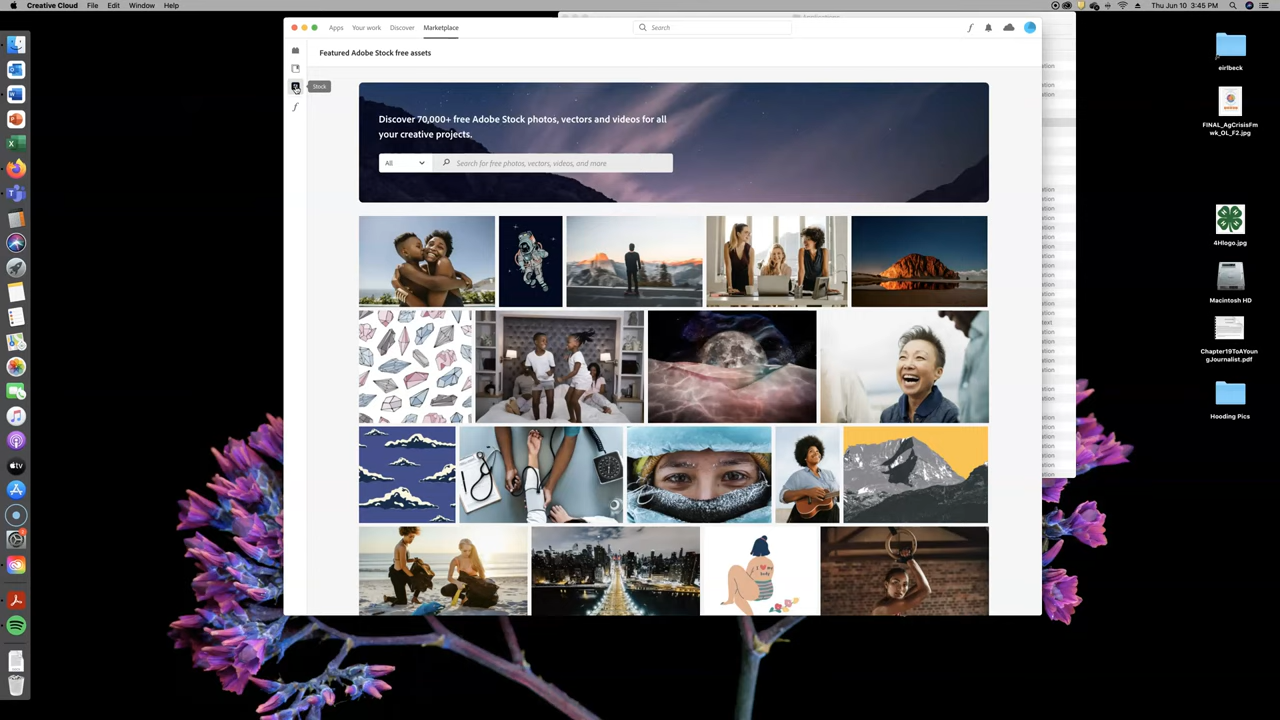 Creative Cloud File Edit Window Help
Thu Jun 10 3:45 PM
Apps Your work Discover Marketplace
Search
Featured Adobe Stock free assets
Stock
Discover 70,000+ free Adobe Stock photos, vectors and videos for all
your creative projects.
All
Search for free photos, vectors, videos, and more
eirlbeck
FINAL_AgCrisisFm
wk_OL_F2.jpg
4Hlogo.jpg
Macintosh HD
Chapter19ToAYoun
gJournalist.pdf
Hooding Pics